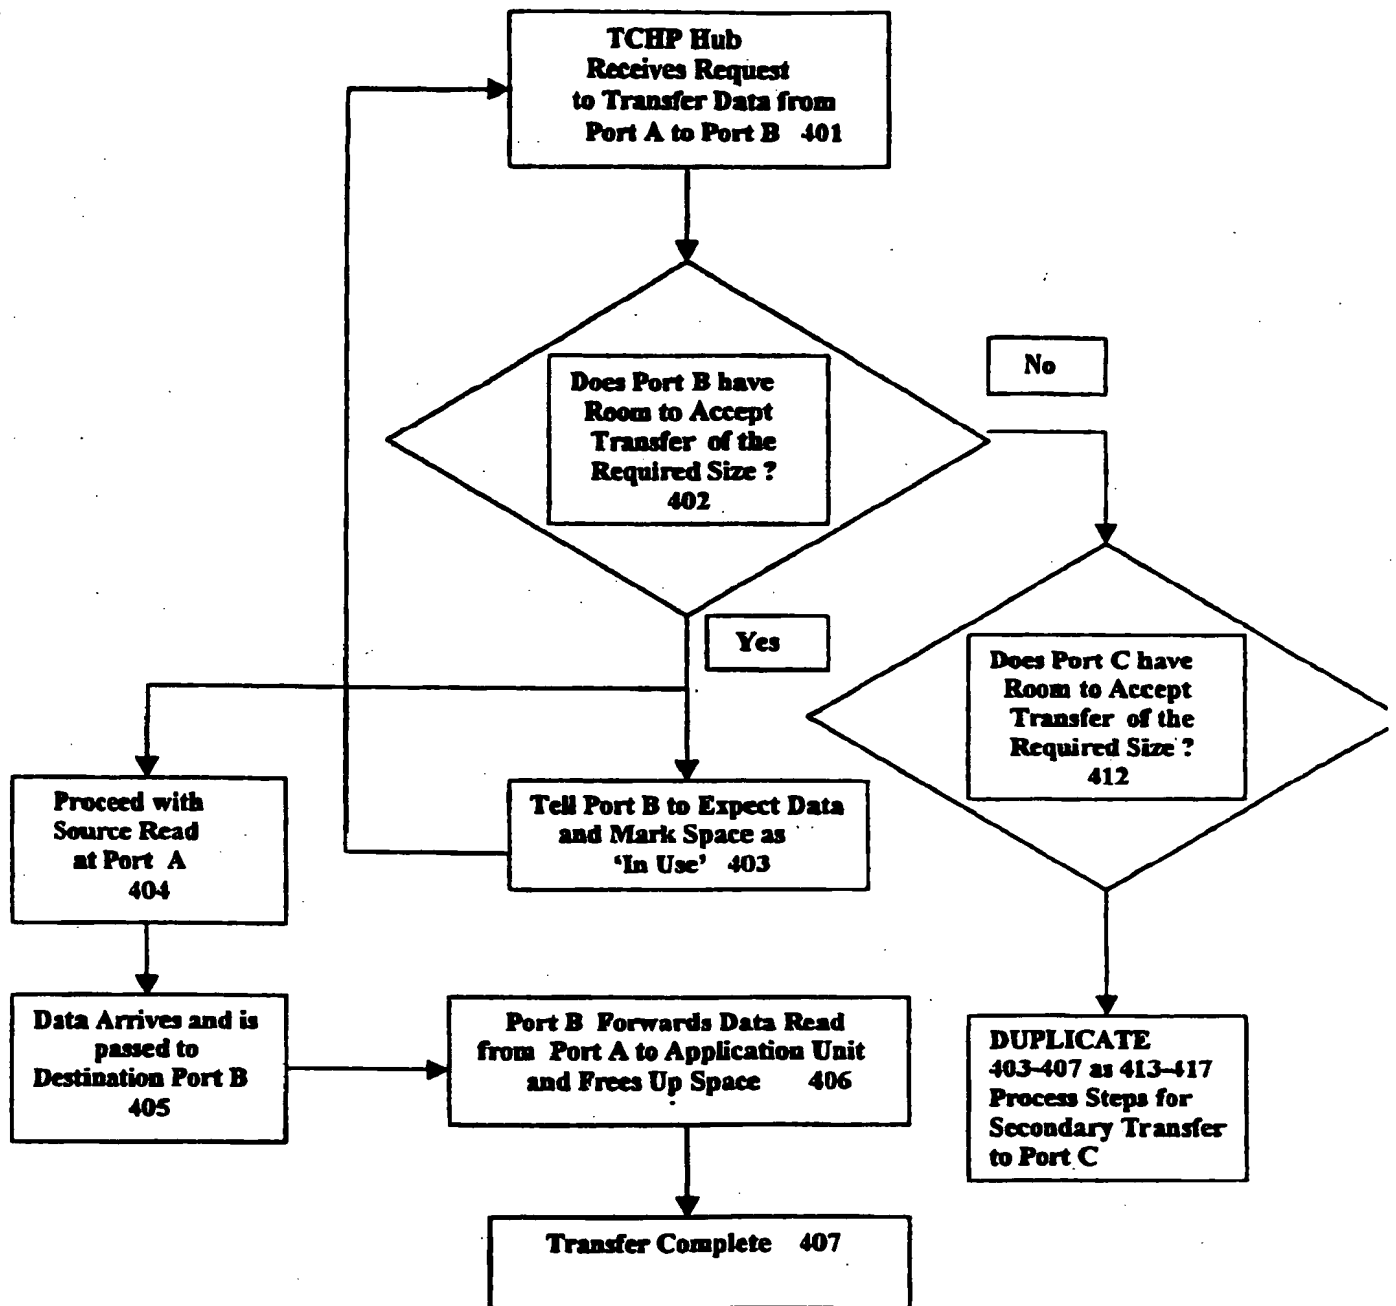 TCHP Hub
Receives Request
to Transfer Data from
Port A to Port B 401
Does Port B have
Room to Accept
Transfer of the
Required Size ?
402
No
Yes
Does Port C have
Room to Accept
Transfer of the
Required Size ?
412
Proceed with
Source Read
at Port A
404
Tell Port B to Expect Data
and Mark Space as
‘In Use’ 403
Data Arrives and is
passed to
Destination Port B
405
Port B Forwards Data Read
from Port A to Application Unit
and Frees Up Space 406
DUPLICATE
403-407 as 413-417
Process Steps for
Secondary Transfer
to Port C
Transfer Complete 407